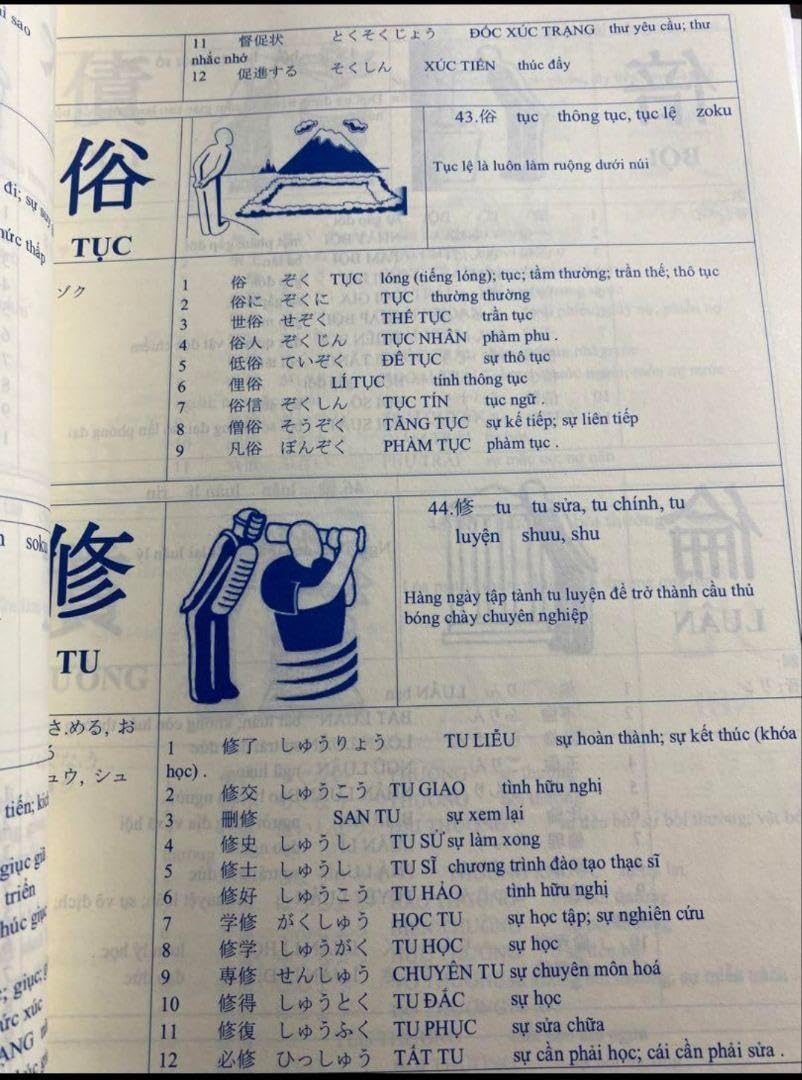 11 督促状 とくそくじょう ĐỐC XÚC TRẠNG thư yêu cầu; thư
nhắc nhở
12 促進する そくしん XÚC TIẾN thúc đẩy
俗
TỤC
43.俗 tục thông tục, tục lệ zoku
Tục lệ là luôn làm ruộng dưới núi
ゾク
1 俗 ぞく TỤC lóng (tiếng lóng); tục; tầm thường; trần thế; thô tục
2 俗に ぞくに TỤC thường thường
3 世俗 せぞく THẾ TỤC trần tục
4 俗人 ぞくじん TỤC NHÂN phàm phu .
5 低俗 ていぞく ĐÊ TỤC sự thô tục
6 俚俗 LÍ TỤC tính thông tục
7 俗信 ぞくしん TỤC TÍN tục ngữ .
8 僧俗 そうぞく TĂNG TỤC sự kế tiếp; sự liên tiếp
9 凡俗 ぼんぞく PHÀM TỤC phàm tục .
修
TU
44.修 tu tu sửa, tu chính, tu
luyện shuu, shu
Hàng ngày tập tành tu luyện để trở thành cầu thủ
bóng chày chuyên nghiệp
さ.める, お
ュウ, シュ
1 修了 しゅうりょう TU LIỄU sự hoàn thành; sự kết thúc (khóa
học) .
2 修交 しゅうこう TU GIAO tình hữu nghị
3 刪修 SAN TU sự xem lại
4 修史 しゅうし TU SỬ sự làm xong
5 修士 しゅうし TU SĨ chương trình đào tạo thạc sĩ
6 修好 しゅうこう TU HẢO tình hữu nghị
7 学修 がくしゅう HỌC TU sự học tập; sự nghiên cứu
8 修学 しゅうがく TU HỌC sự học
9 専修 せんしゅう CHUYÊN TU sự chuyên môn hoá
10 修得 しゅうとく TU ĐẮC sự học
11 修復 しゅうふく TU PHỤC sự sửa chữa
12 必修 ひっしゅう TẤT TU sự cần phải học; cái cần phải sửa .